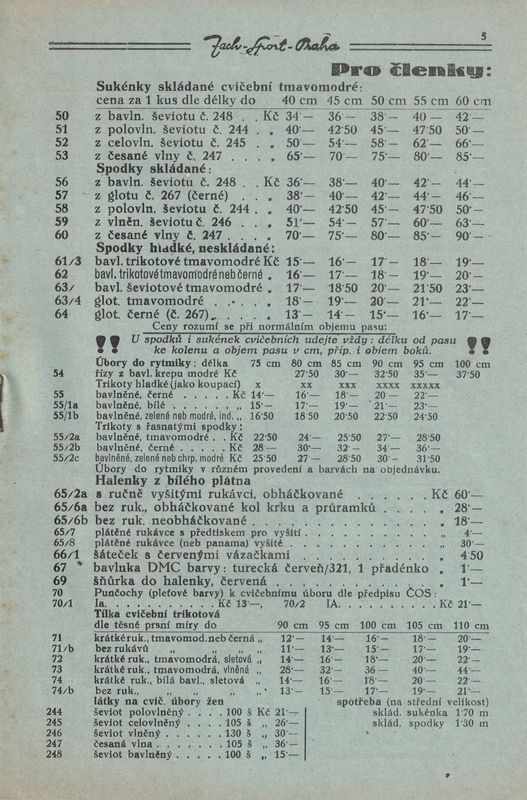 Zach-Sport-Praha
5
Pro členky:
Sukénky skládané cvičební tmavomodré:
cena za 1 kus dle délky do 40 cm 45 cm 50 cm 55 cm 60 cm
50 z bavln. ševiotu č. 248 . . Kč 34·— 36·— 38·— 40·— 42·—
51 z polovln. ševiotu č. 244 . . „ 40·— 42·50 45·— 47·50 50·—
52 z celovln. ševiotu č. 245 . „ 50·— 54·— 58·— 62·— 66·—
53 z česané vlny č. 247 . . . . „ 65·— 70·— 75·— 80·— 85·—
Spodky skládané:
56 z bavln. ševiotu č. 248 . . Kč 36·— 38·— 40·— 42·— 44·—
57 z glotu č. 267 (černé) . . . „ 38·— 40·— 42·— 44·— 46·—
58 z polovln. ševiotu č. 244 . „ 40·— 42·50 45·— 47·50 50·—
59 z vlněn. ševiotu č. 246 . . „ 51·— 54·— 57·— 60·— 63·—
60 z česané vlny č. 247 . . . . „ 70·— 75·— 80·— 85·— 90·—
Spodky hladké, neskládané:
61/3 bavl. trikotové tmavomodré Kč 15·— 16·— 17·— 18·— 19·—
62 bavl. trikotové tmavomodré neb černé „ 16·— 17·— 18·— 19·— 20·—
63/ bavl. ševiotové tmavomodré „ 17·— 18·50 20·— 21·50 23·—
63/4 glot. tmavomodré . . . . „ 18·— 19·— 20·— 21·— 22·—
64 glot. černé (č. 267) . . . . „ 13·— 14·— 15·— 16·— 17·—
Ceny rozumí se při normálním objemu pasu:
U spodků i sukének cvičebních udejte vždy: délku od pasu
ke kolenu a objem pasu v cm, příp. i objem boků.
Úbory do rytmiky: délka 75 cm 80 cm 85 cm 90 cm 95 cm 100 cm
54 řízy z bavl. krepu modré Kč 27·50 30·— 32·50 35·— 37·50
Trikoty hladké (jako koupací) x xx xxx xxxx xxxxx
55 bavlněné, černé . . . . . Kč 14·— 16·— 18·— 20·— 22·—
55/1a bavlněné, bílé . . . . . „ 15·— 17·— 19·— 21·— 23·—
55/1b bavlněné, zelené neb modré, ind., „ 16·50 18·50 20·50 22·50 24·50
Trikoty s řasnatými spodky:
55/2a bavlněné, tmavomodré . . Kč 22·50 24·— 25·50 27·— 28·50
55/2b bavlněné, černé . . . . . Kč 28·— 30·— 32·— 34·— 36·—
55/2c bavlněné, zelené neb chrp. modré Kč 25·50 27·— 28·50 30·— 31·50
Úbory do rytmiky v různém provedení a barvách na objednávku.
Halenky z bílého plátna
65/2a s ručně vyšitými rukávci, obháčkované . . . . . . Kč 60·—
65/6a bez ruk., obháčkované kol krku a průramků . . . . „ 28·—
65/6b bez ruk. neobháčkované . . . . . . . . . . . „ 18·—
65/7 plátěné rukávce s předtiskem pro vyšití . . . . . . . . „ 4·—
65/8 plátěné rukávce (neb panama) vyšité . . . . . . . . . „ 30·—
66/1 šáteček s červenými vázačkami . . . . . . . . . „ 4·50
67 bavlnka DMC barvy: turecká červeň/321, 1 přadénko . „ 1·—
69 šňůrka do halenky, červená . . . . . . . . . . „ 1·—
70 Punčochy (pleťové barvy) k cvičebnímu úboru dle předpisu ČOS:
70/1 Ia. . . . . . . . . . Kč 13·—, 70/2 IA. . . . . . . . . . Kč 21·—
Tílka cvičební trikotová
dle těsné prsní míry do 90 cm 95 cm 100 cm 105 cm 110 cm
71 krátké ruk., tmavomod. neb černá „ 12·— 14·— 16·— 18·— 20·—
71/b bez rukávů „ „ „ „ 11·— 13·— 15·— 17·— 19·—
72 krátké ruk., tmavomodrá, sletová „ 14·— 16·— 18·— 20·— 22·—
73 krátké ruk., tmavomodrá, vlněná „ 28·— 32·— 36·— 40·— 44·—
74 krátké ruk., bílá bavl., sletová „ 14·— 16·— 18·— 20·— 22·—
74/b bez ruk., „ „ „ „ 13·— 15·— 17·— 19·— 21·—
látky na cvič. úbory žen spotřeba (na střední velikost)
244 ševiot polovlněný . . . . 100 š Kč 21·— sklád. sukénka 1·70 m
245 ševiot celovlněný . . . . 105 š „ 26·— sklád. spodky 1·30 m
246 ševiot vlněný . . . . . . 130 š „ 30·—
247 česaná vlna . . . . . . . 105 š „ 36·—
248 ševiot bavlněný . . . . . 100 š „ 15·—